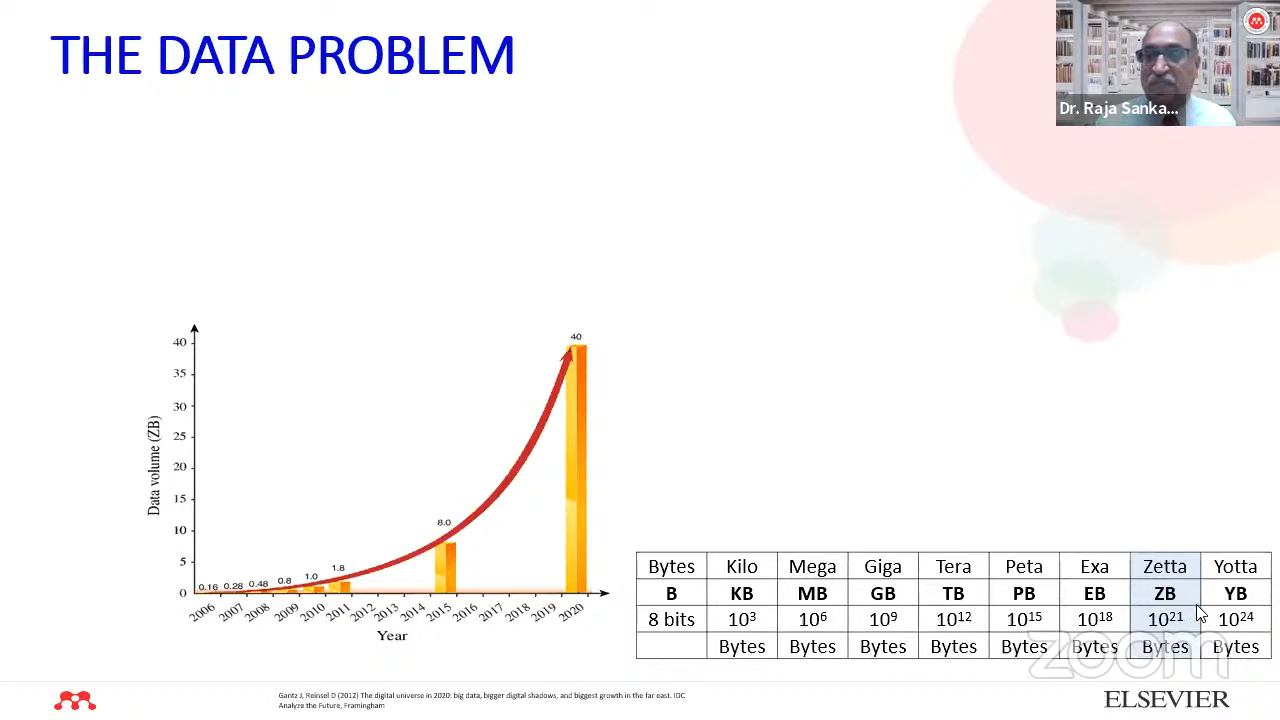 THE DATA PROBLEM
Dr. Raja Sanka...
40
40
35
30
25
20
15
10
5
0
Data volume (ZB)
0.16 0.28 0.48 0.8 1.0 1.8 8.0
2006 2007 2008 2009 2010 2011 2012 2013 2014 2015 2016 2017 2018 2019 2020
Year
Bytes Kilo Mega Giga Tera Peta Exa Zetta Yotta
B KB MB GB TB PB EB ZB YB
8 bits 10³ 10⁶ 10⁹ 10¹² 10¹⁵ 10¹⁸ 10²¹ 10²⁴
Bytes Bytes Bytes Bytes Bytes Bytes Bytes Bytes
zoom
Gantz J, Reinsel D (2012) The digital universe in 2020: big data, bigger digital shadows, and biggest growth in the far east. IDC
Analyze the Future, Framingham
ELSEVIER